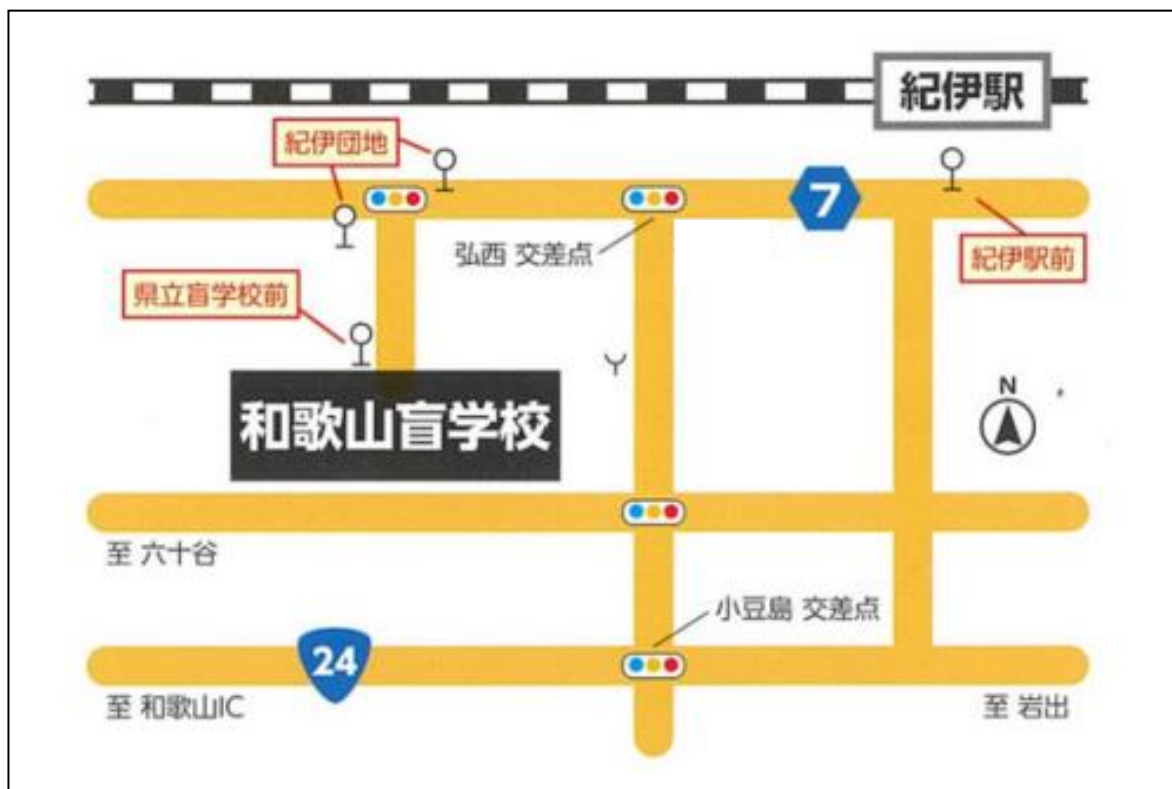 紀伊駅
紀伊団地
7
弘西 交差点
紀伊駅前
県立盲学校前
N
和歌山盲学校
至 六十谷
小豆島 交差点
24
至 和歌山IC
至 岩出